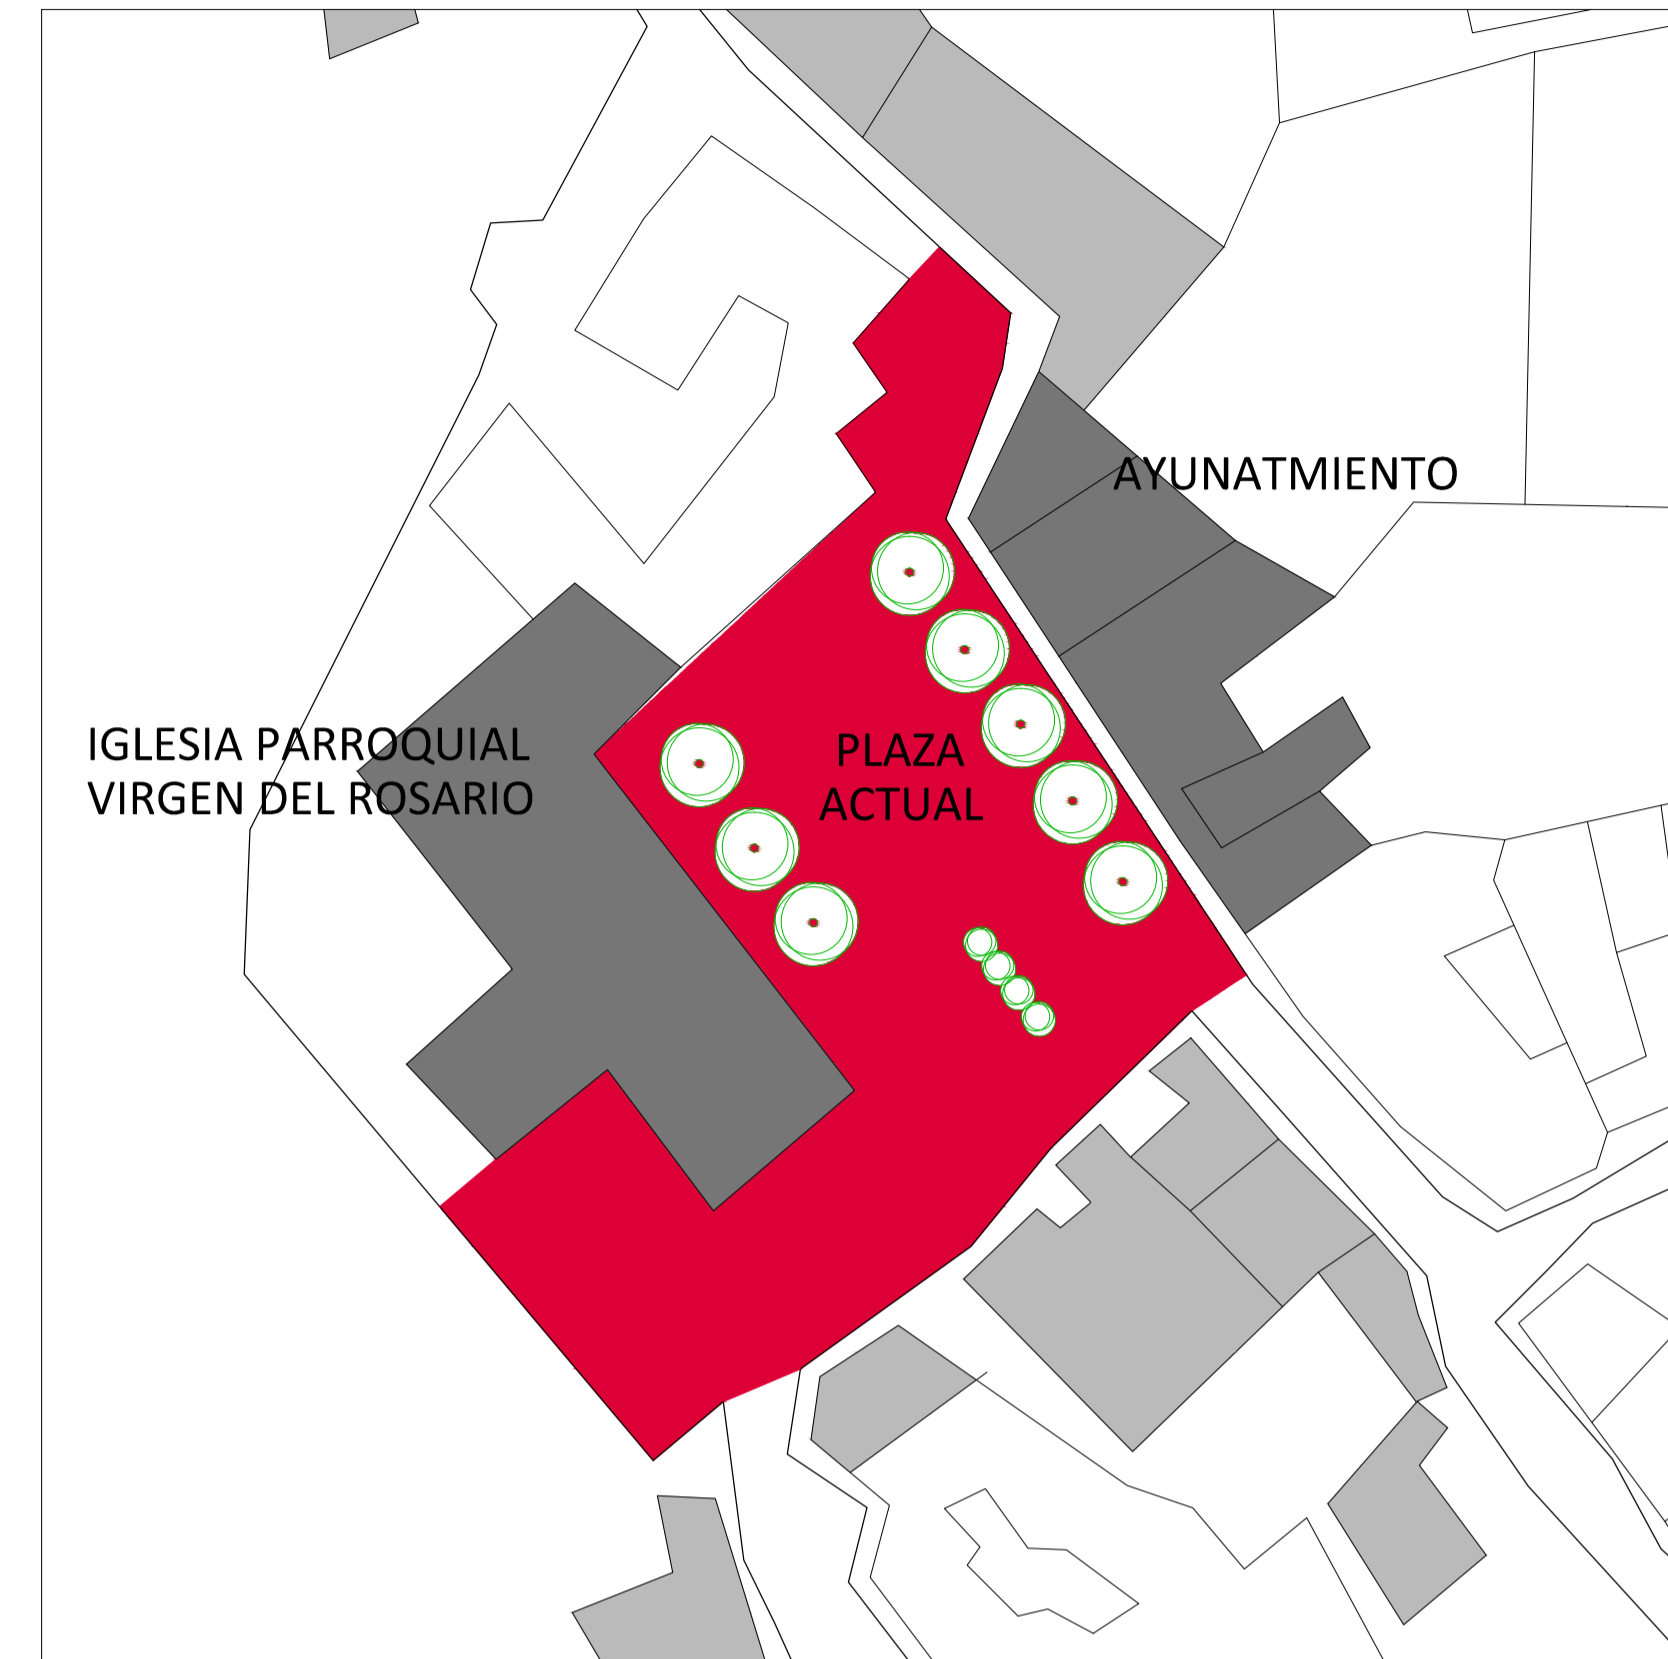 AYUNATMIENTO
IGLESIA PARROQUIAL
VIRGEN DEL ROSARIO
PLAZA
ACTUAL